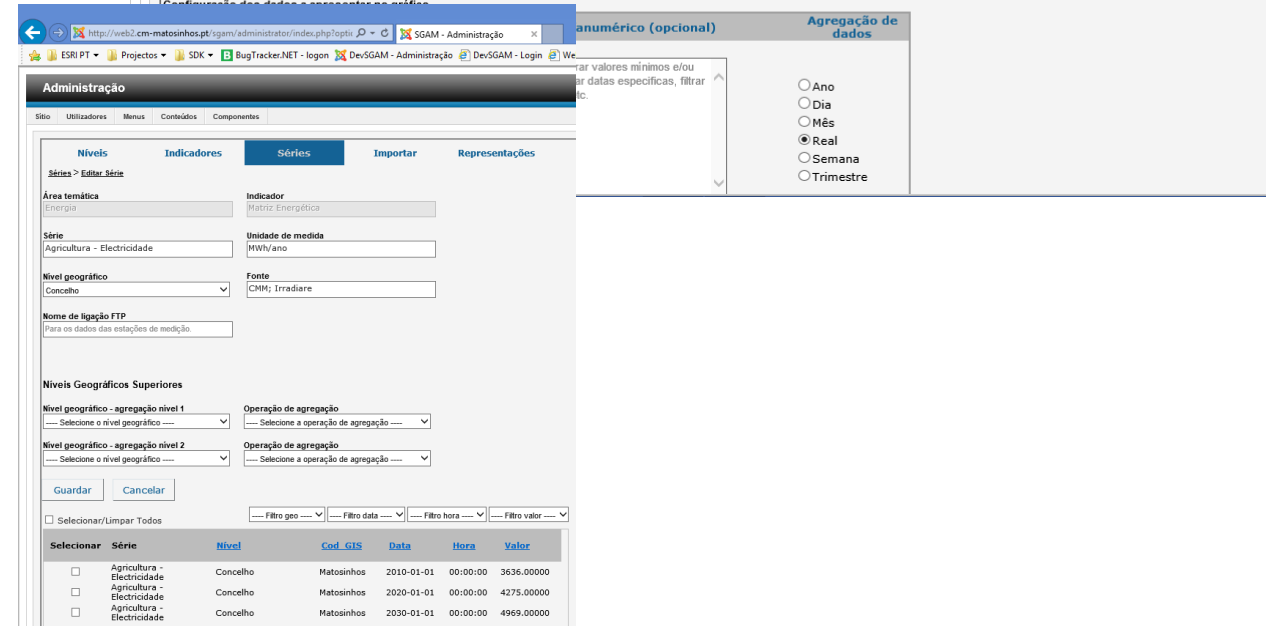 Configuração dos dados a apresentar no gráfico
http://web2.cm-matosinhos.pt/sgam/administrator/index.php?optic
SGAM - Administração
ESRI PT
Projectos
SDK
BugTracker.NET - logon
DevSGAM - Administração
DevSGAM - Login
We
Administração
Sítio Utilizadores Menus Conteúdos Componentes
Níveis Indicadores Séries Importar Representações
Séries > Editar Série
Área temática Indicador
Energia Matriz Energética
Série Unidade de medida
Agricultura - Electricidade MWh/ano
Nível geográfico Fonte
Concelho CMM; Irradiare
Nome de ligação FTP
Para os dados das estações de medição.
Níveis Geográficos Superiores
Nível geográfico - agregação nível 1 Operação de agregação
---- Selecione o nível geográfico ---- ---- Selecione a operação de agregação ----
Nível geográfico - agregação nível 2 Operação de agregação
---- Selecione o nível geográfico ---- ---- Selecione a operação de agregação ----
Guardar Cancelar
---- Filtro geo ---- ---- Filtro data ---- ---- Filtro hora ---- ---- Filtro valor ----
Selecionar/Limpar Todos
Selecionar Série Nível Cod_GIS Data Hora Valor
Agricultura -
Electricidade Concelho Matosinhos 2010-01-01 00:00:00 3636.00000
Agricultura -
Electricidade Concelho Matosinhos 2020-01-01 00:00:00 4275.00000
Agricultura -
Electricidade Concelho Matosinhos 2030-01-01 00:00:00 4969.00000
anumérico (opcional)
rar valores mínimos e/ou
ar datas especificas, filtrar
tc.
Agregação de
dados
Ano
Dia
Mês
Real
Semana
Trimestre